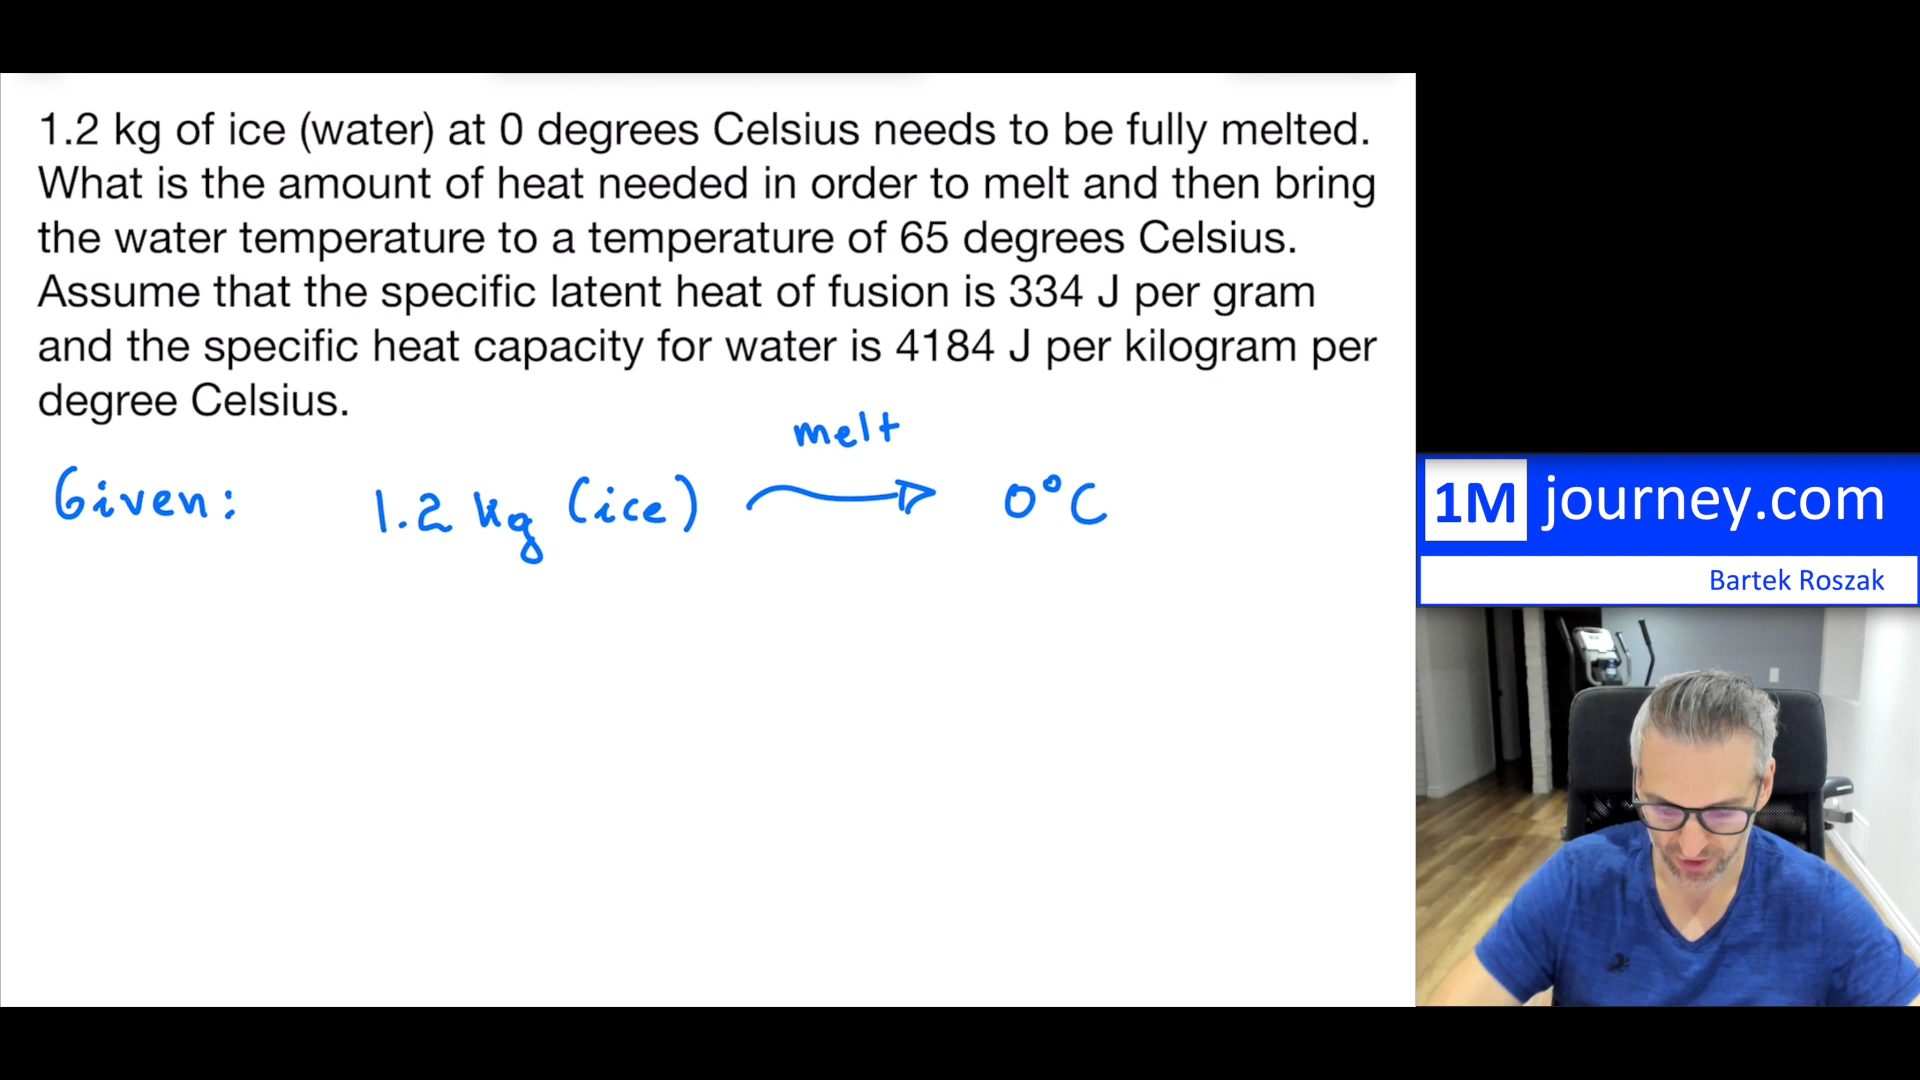 1.2 kg of ice (water) at 0 degrees Celsius needs to be fully melted.
What is the amount of heat needed in order to melt and then bring
the water temperature to a temperature of 65 degrees Celsius.
Assume that the specific latent heat of fusion is 334 J per gram
and the specific heat capacity for water is 4184 J per kilogram per
degree Celsius.
melt
Given: 1.2 kg (ice) 0°C
1M journey.com
Bartek Roszak